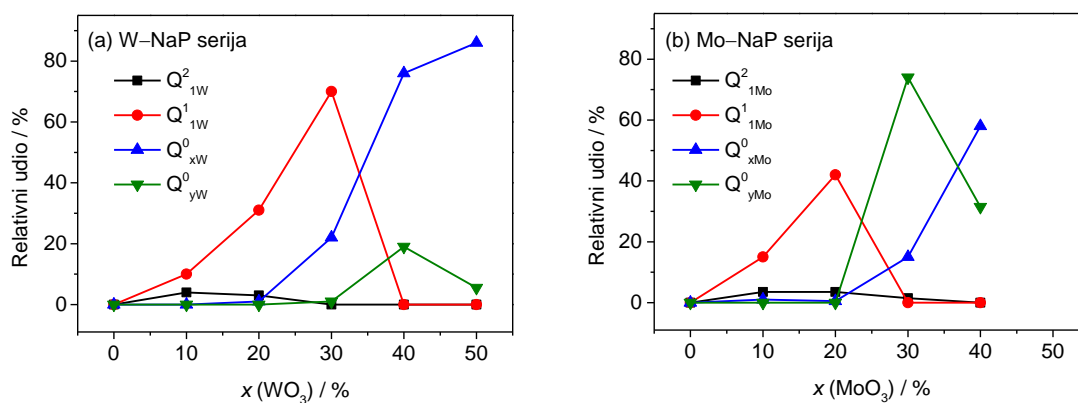 (a) W–NaP serija
Q²₁W
Q¹₁W
Q⁰xW
Q⁰yW
Relativni udio / %
80
60
40
20
0
0 10 20 30 40 50
x (WO₃) / %
(b) Mo–NaP serija
Q²₁Mo
Q¹₁Mo
Q⁰xMo
Q⁰yMo
Relativni udio / %
80
60
40
20
0
0 10 20 30 40 50
x (MoO₃) / %